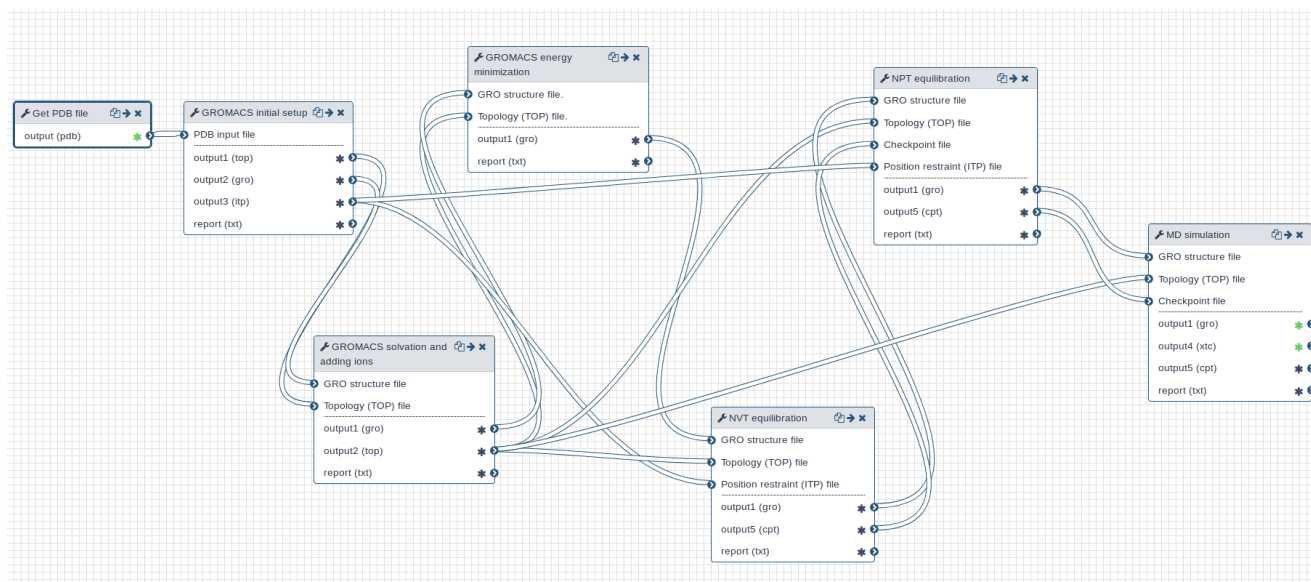 Get PDB file
output (pdb)
GROMACS initial setup
PDB input file
output1 (top)
output2 (gro)
output3 (itp)
report (txt)
GROMACS energy
minimization
GRO structure file.
Topology (TOP) file.
output1 (gro)
report (txt)
GROMACS solvation and
adding ions
GRO structure file
Topology (TOP) file
output1 (gro)
output2 (top)
report (txt)
NVT equilibration
GRO structure file
Topology (TOP) file
Position restraint (ITP) file
output1 (gro)
output5 (cpt)
report (txt)
NPT equilibration
GRO structure file
Topology (TOP) file
Checkpoint file
Position restraint (ITP) file
output1 (gro)
output5 (cpt)
report (txt)
MD simulation
GRO structure file
Topology (TOP) file
Checkpoint file
output1 (gro)
output4 (xtc)
output5 (cpt)
report (txt)